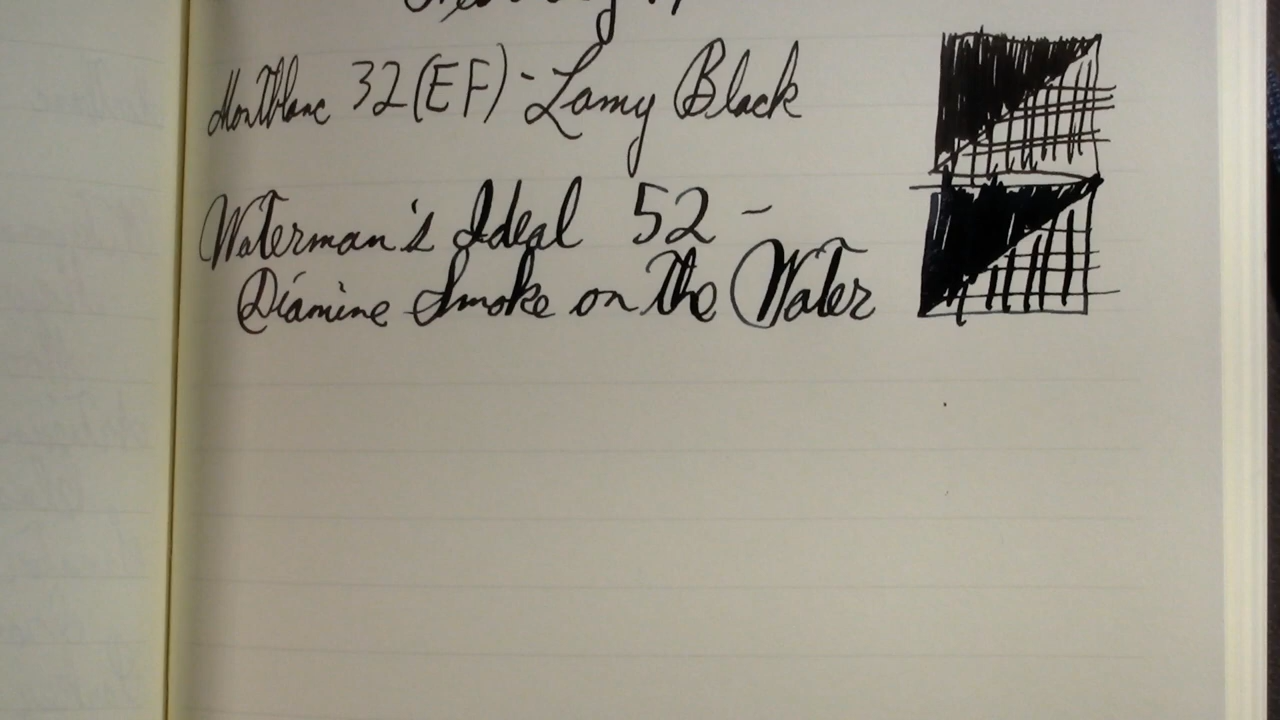 Montblanc 32 (EF) - Lamy Black
Waterman's Ideal 52 -
Diamine Smoke on the Water